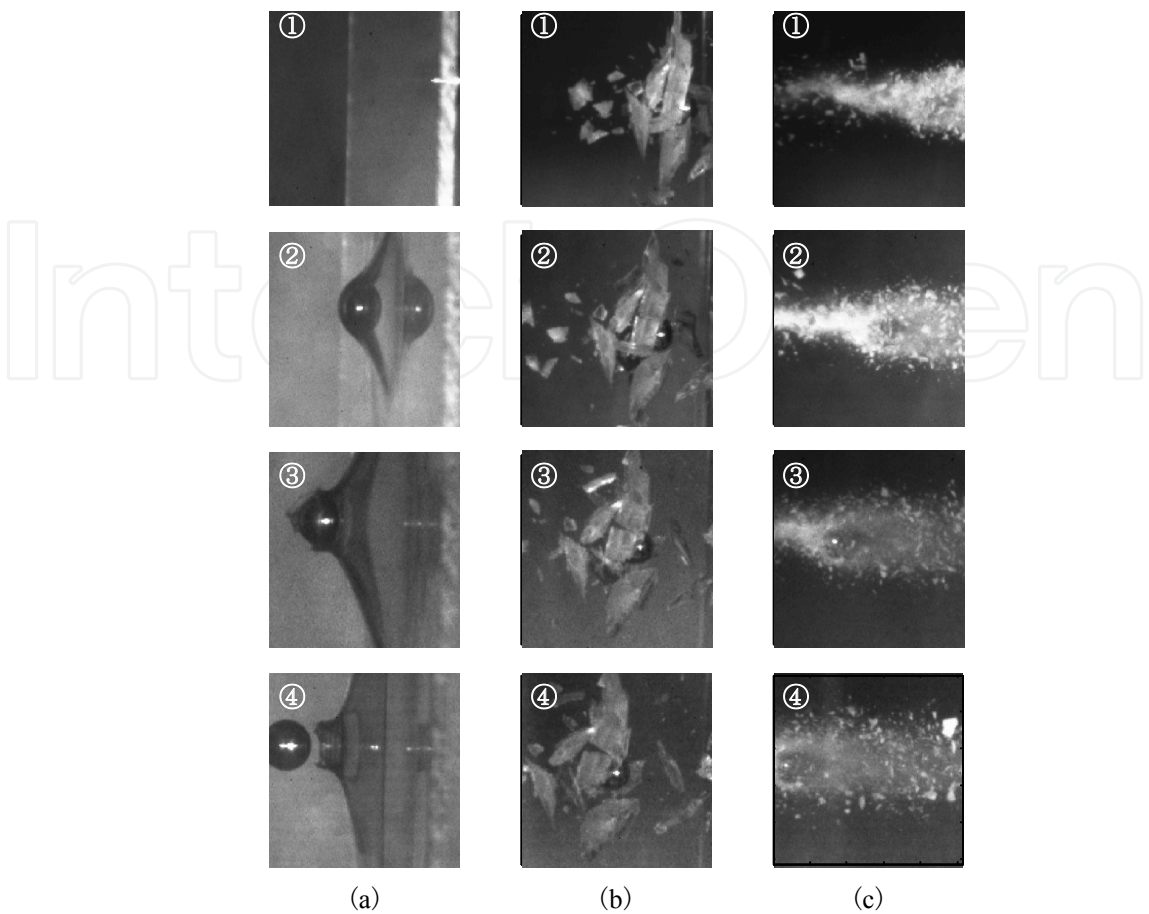 ① ① ①
② ② ②
IntechOpen
③ ③ ③
④ ④ ④
(a) (b) (c)